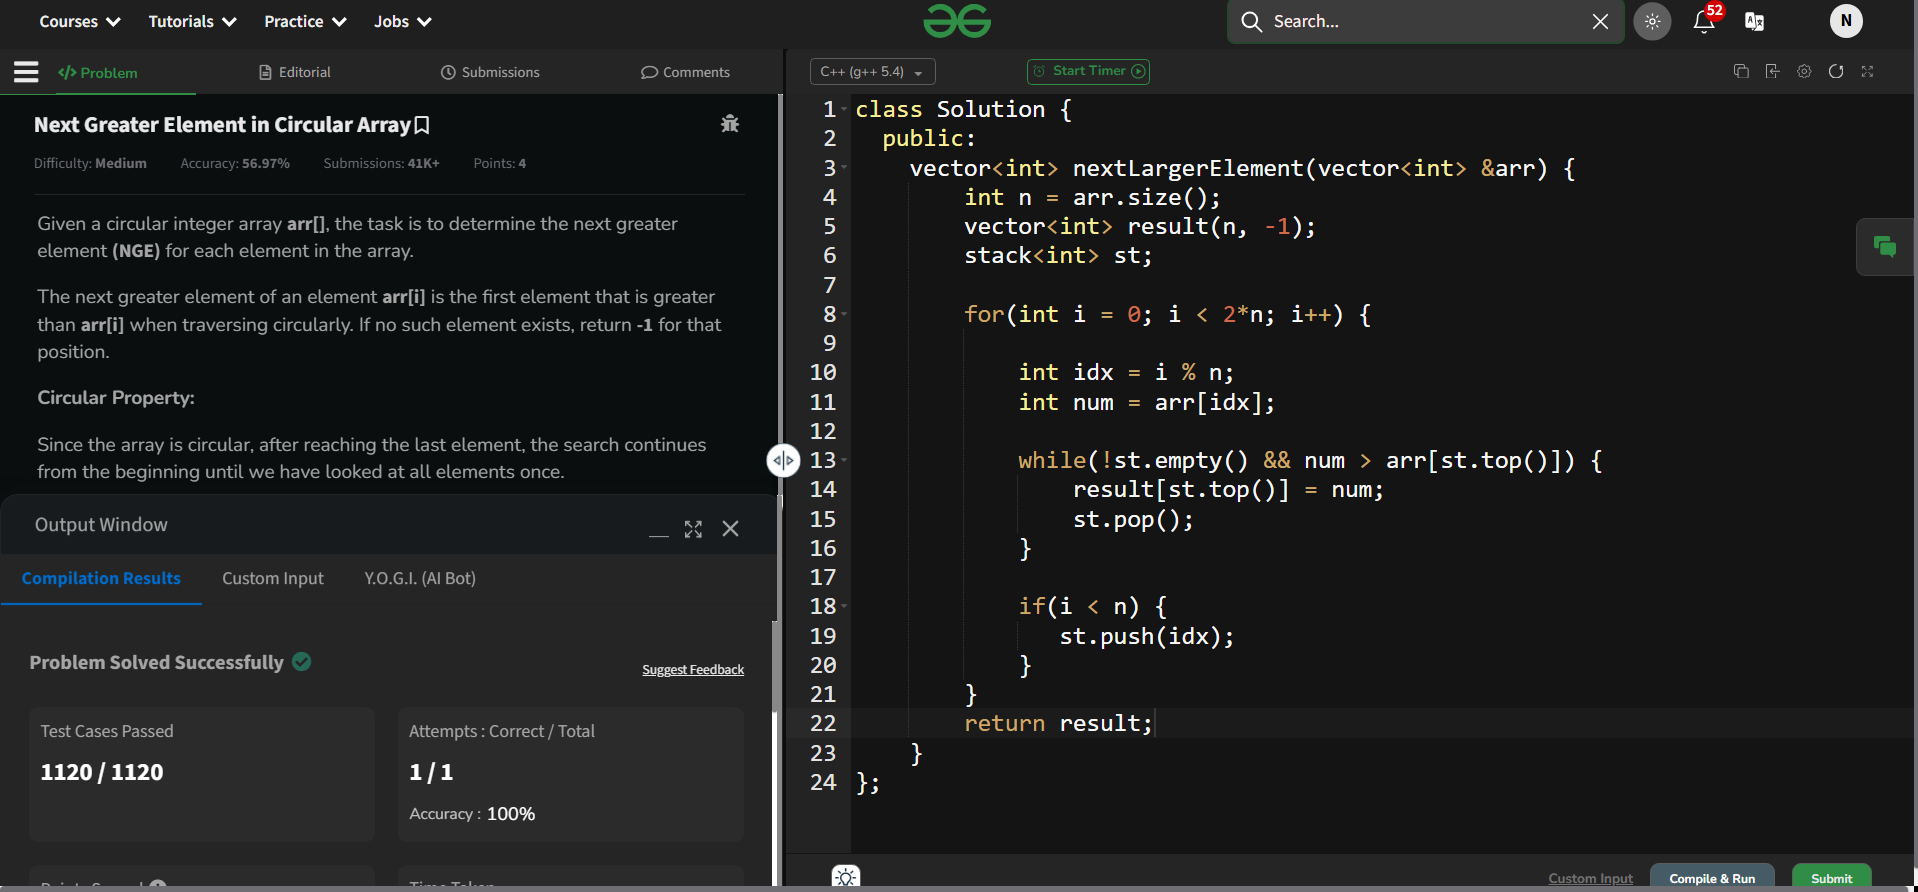 Courses Tutorials Practice Jobs Search... 52 N
Problem Editorial Submissions Comments
C++ (g++ 5.4) Start Timer
Next Greater Element in Circular Array
Difficulty: Medium Accuracy: 56.97% Submissions: 41K+ Points: 4
Given a circular integer array arr[], the task is to determine the next greater
element (NGE) for each element in the array.
The next greater element of an element arr[i] is the first element that is greater
than arr[i] when traversing circularly. If no such element exists, return -1 for that
position.
Circular Property:
Since the array is circular, after reaching the last element, the search continues
from the beginning until we have looked at all elements once.
Output Window
Compilation Results Custom Input Y.O.G.I. (AI Bot)
Problem Solved Successfully
Suggest Feedback
Test Cases Passed
1120 / 1120
Attempts : Correct / Total
1 / 1
Accuracy : 100%
1 class Solution {
2 public:
3 vector<int> nextLargerElement(vector<int> &arr) {
4 int n = arr.size();
5 vector<int> result(n, -1);
6 stack<int> st;
7
8 for(int i = 0; i < 2*n; i++) {
9
10 int idx = i % n;
11 int num = arr[idx];
12
13 while(!st.empty() && num > arr[st.top()]) {
14 result[st.top()] = num;
15 st.pop();
16 }
17
18 if(i < n) {
19 st.push(idx);
20 }
21 }
22 return result;
23 }
24 };
Custom Input Compile & Run Submit